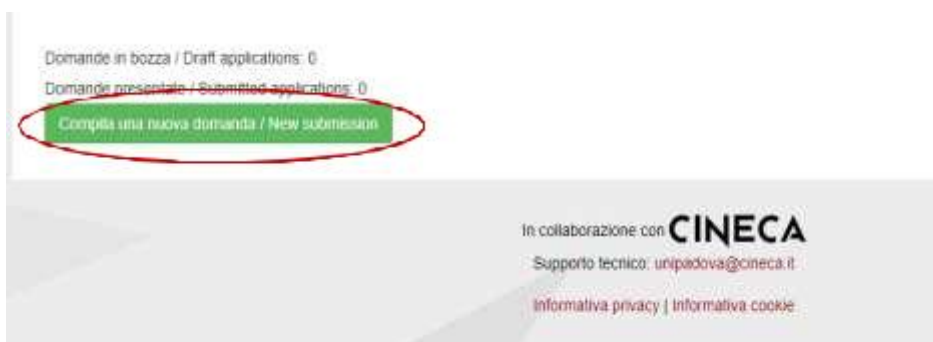 Domande in bozza / Draft applications: 0
Domande presentate / Submitted applications: 0
Compila una nuova domanda / New submission
In collaborazione con CINECA
Supporto tecnico: unipadova@cineca.it
Informativa privacy | Informativa cookie